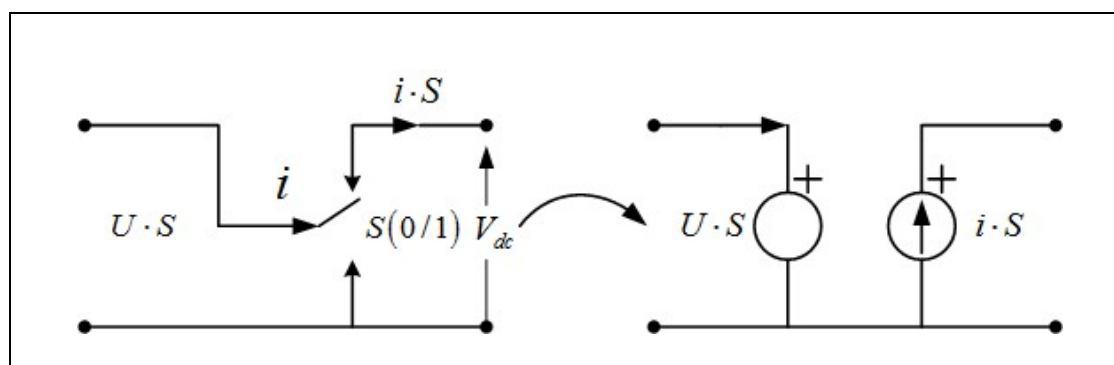 i · S
i
U · S
S(0/1)
V_dc
+
+
U · S
i · S